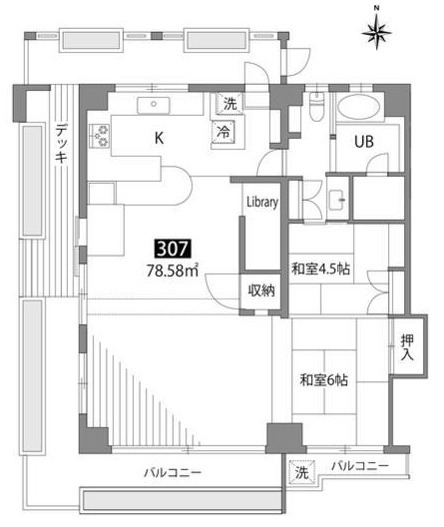 N
デッキ
洗
冷
K
UB
Library
307
78.58㎡
収納
和室4.5帖
押入
和室6帖
バルコニー
洗
バルコニー